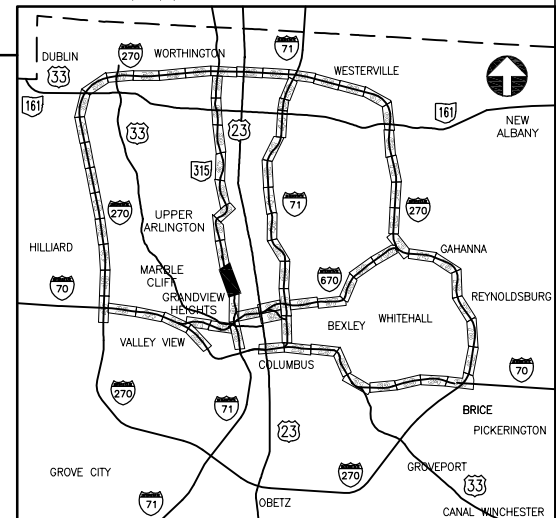 DUBLIN
33
270
WORTHINGTON
71
WESTERVILLE
161
33
23
161
NEW
ALBANY
315
270
71
270
UPPER
ARLINGTON
HILLIARD
GAHANNA
70
MARBLE
CLIFF
670
GRANDVIEW
HEIGHTS
REYNOLDSBURG
BEXLEY
WHITEHALL
VALLEY VIEW
COLUMBUS
70
270
71
BRICE
23
PICKERINGTON
GROVE CITY
270
GROVEPORT
33
71
OBETZ
CANAL WINCHESTER